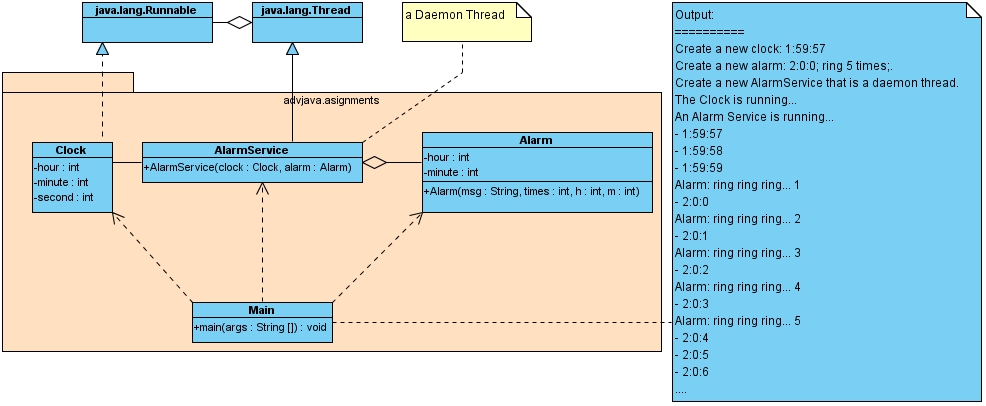 java.lang.Runnable
java.lang.Thread
a Daemon Thread
advjava.asignments
Clock
-hour : int
-minute : int
-second : int
AlarmService
+AlarmService(clock : Clock, alarm : Alarm)
Alarm
-hour : int
-minute : int
+Alarm(msg : String, times : int, h : int, m : int)
Main
+main(args : String []) : void
Output:
==========
Create a new clock: 1:59:57
Create a new alarm: 2:0:0; ring 5 times;.
Create a new AlarmService that is a daemon thread.
The Clock is running...
An Alarm Service is running...
- 1:59:57
- 1:59:58
- 1:59:59
Alarm: ring ring ring... 1
- 2:0:0
Alarm: ring ring ring... 2
- 2:0:1
Alarm: ring ring ring... 3
- 2:0:2
Alarm: ring ring ring... 4
- 2:0:3
Alarm: ring ring ring... 5
- 2:0:4
- 2:0:5
- 2:0:6
....